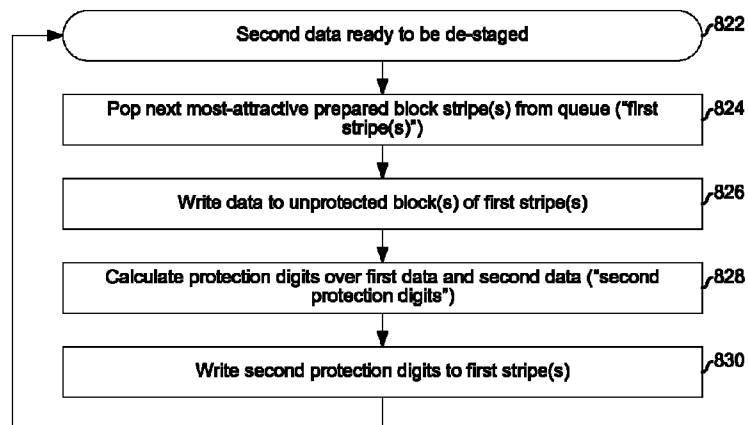 Second data ready to be de-staged
822
Pop next most-attractive prepared block stripe(s) from queue ("first
stripe(s)")
824
Write data to unprotected block(s) of first stripe(s)
826
Calculate protection digits over first data and second data ("second
protection digits")
828
Write second protection digits to first stripe(s)
830